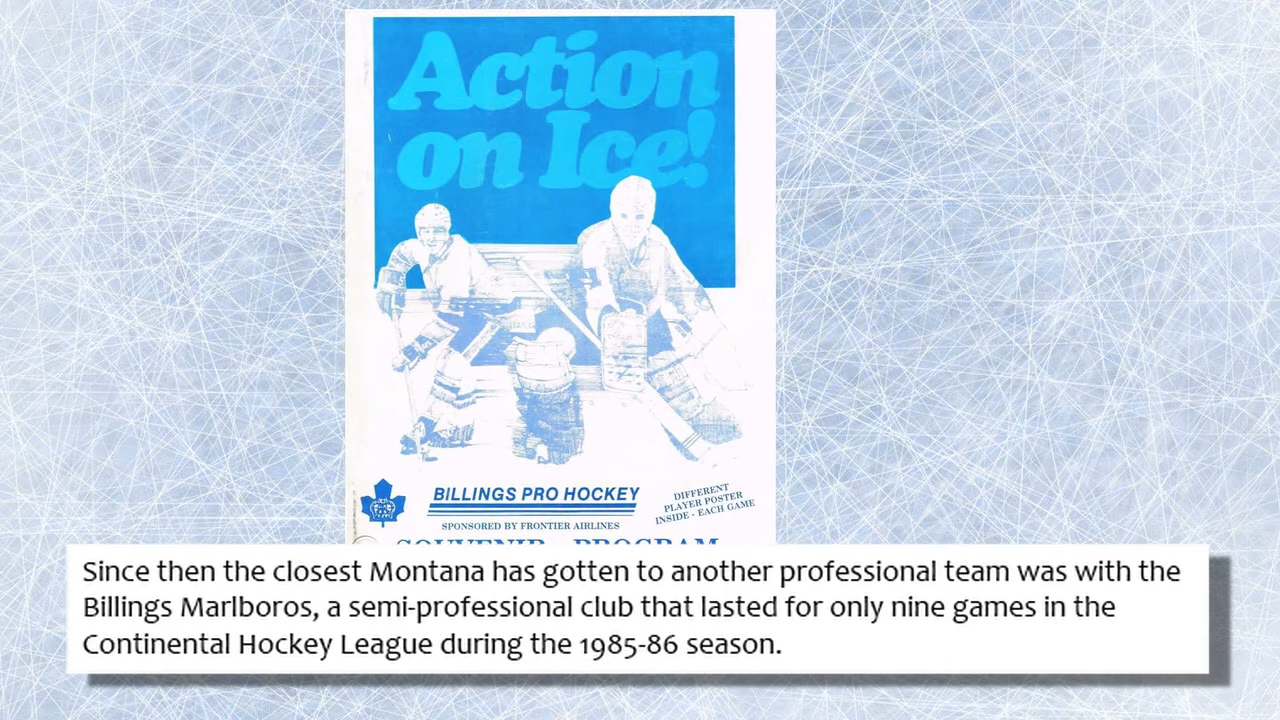 Action
on Ice!
BILLINGS PRO HOCKEY
SPONSORED BY FRONTIER AIRLINES
DIFFERENT
PLAYER POSTER
INSIDE - EACH GAME
SOUVENIR PROGRAM
Since then the closest Montana has gotten to another professional team was with the
Billings Marlboros, a semi-professional club that lasted for only nine games in the
Continental Hockey League during the 1985-86 season.